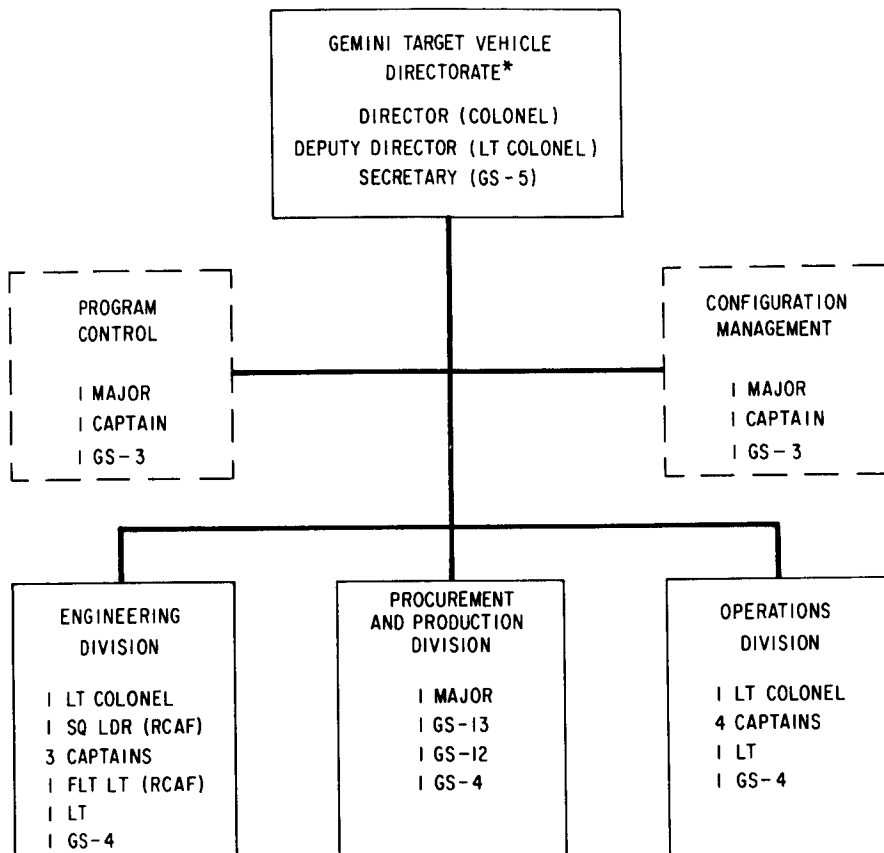 GEMINI TARGET VEHICLE
DIRECTORATE*
DIRECTOR (COLONEL)
DEPUTY DIRECTOR (LT COLONEL)
SECRETARY (GS-5)
PROGRAM
CONTROL
1 MAJOR
1 CAPTAIN
1 GS-3
CONFIGURATION
MANAGEMENT
1 MAJOR
1 CAPTAIN
1 GS-3
ENGINEERING
DIVISION
1 LT COLONEL
1 SQ LDR (RCAF)
3 CAPTAINS
1 FLT LT (RCAF)
1 LT
1 GS-4
PROCUREMENT
AND PRODUCTION
DIVISION
1 MAJOR
1 GS-13
1 GS-12
1 GS-4
OPERATIONS
DIVISION
1 LT COLONEL
4 CAPTAINS
1 LT
1 GS-4